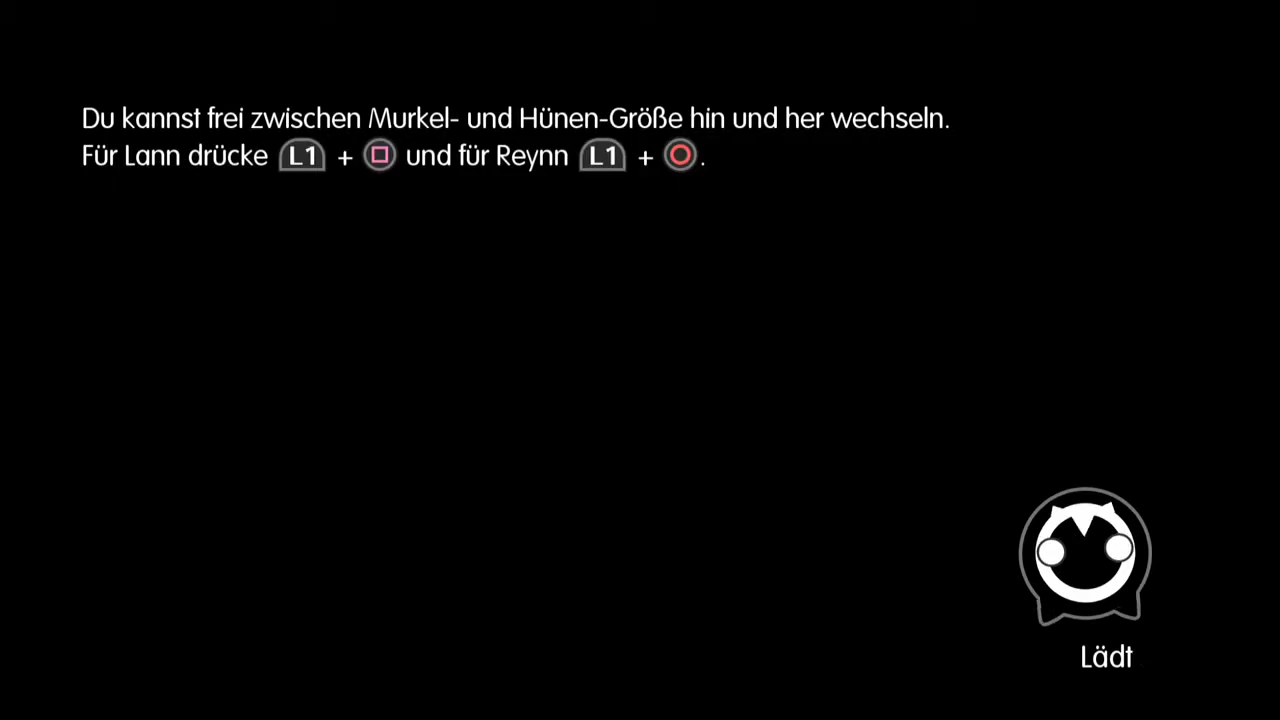 Du kannst frei zwischen Murkel- und Hünen-Größe hin und her wechseln.
Für Lann drücke L1 + □ und für Reynn L1 + ○.
Lädt